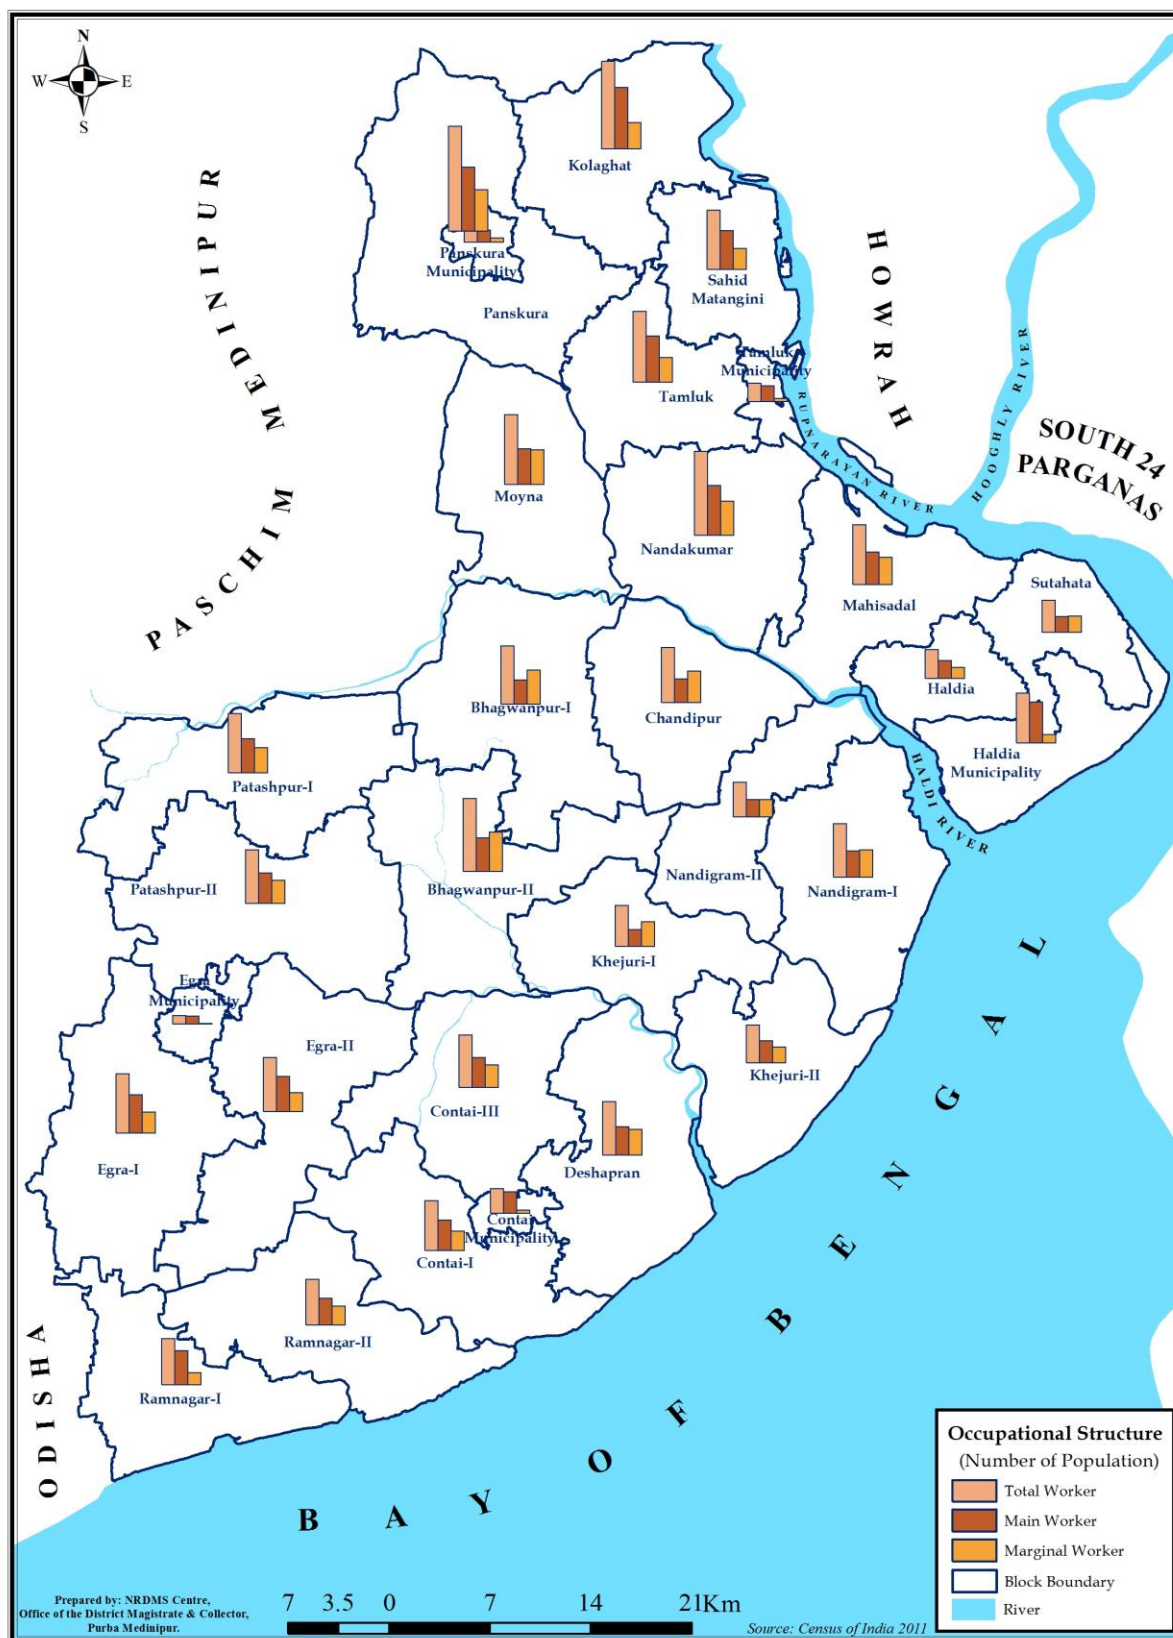 N
W E
S
PASCHIM MEDINIPUR
HOWRAH
SOUTH 24
PARGANAS
HOOGHLY RIVER
RUPNARAYAN RIVER
HALDI RIVER
ODISHA
BAY OF BENGAL
Kolaghat
Panskura
Municipality
Panskura
Sahid
Matangini
Tamluk
Municipality
Tamluk
Moyna
Nandakumar
Mahisadal
Sutahata
Haldia
Haldia
Municipality
Bhagwanpur-I
Chandipur
Patashpur-I
Nandigram-II
Nandigram-I
Patashpur-II
Bhagwanpur-II
Khejuri-I
Egra
Municipality
Egra-II
Khejuri-II
Contai-III
Egra-I
Deshapran
Contai
Municipality
Contai-I
Ramnagar-II
Ramnagar-I
Occupational Structure
(Number of Population)
Total Worker
Main Worker
Marginal Worker
Block Boundary
River
Prepared by: NRDMS Centre,
Office of the District Magistrate & Collector,
Purba Medinipur.
7 3.5 0 7 14 21Km
Source: Census of India 2011